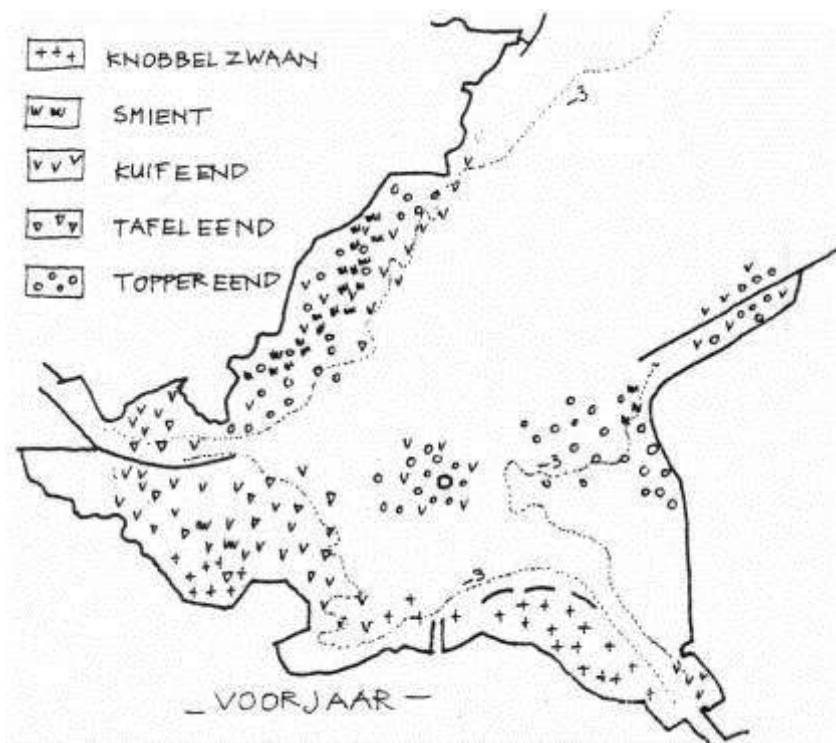 KNOBBELZWAAN
SMIENT
KUIFEEND
TAFELEEND
TOPPEREEND
-3
-3
-3
— VOORJAAR —